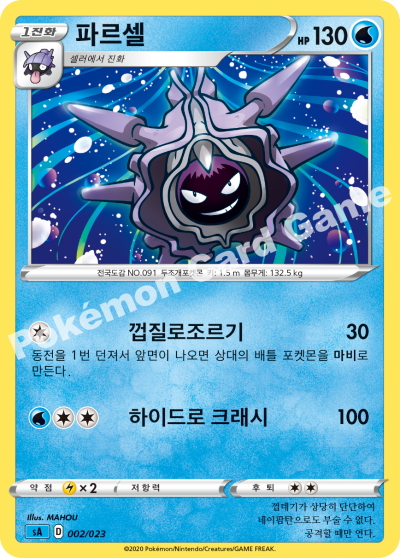 1진화
파르셀
HP 130
셀러에서 진화
전국도감 NO.091 두조개포켓몬 키: 1.5 m 몸무게: 132.5 kg
껍질로조르기 30
동전을 1번 던져서 앞면이 나오면 상대의 배틀 포켓몬을 마비로
만든다.
하이드로 크래시 100
약점 ×2 저항력 후퇴
Illus. MAHOU
sA D 002/023
껍데기가 상당히 단단하여
네이팜탄으로도 부술 수 없다.
공격할 때만 연다.
©2020 Pokémon/Nintendo/Creatures/GAME FREAK.
Pokémon Card Game